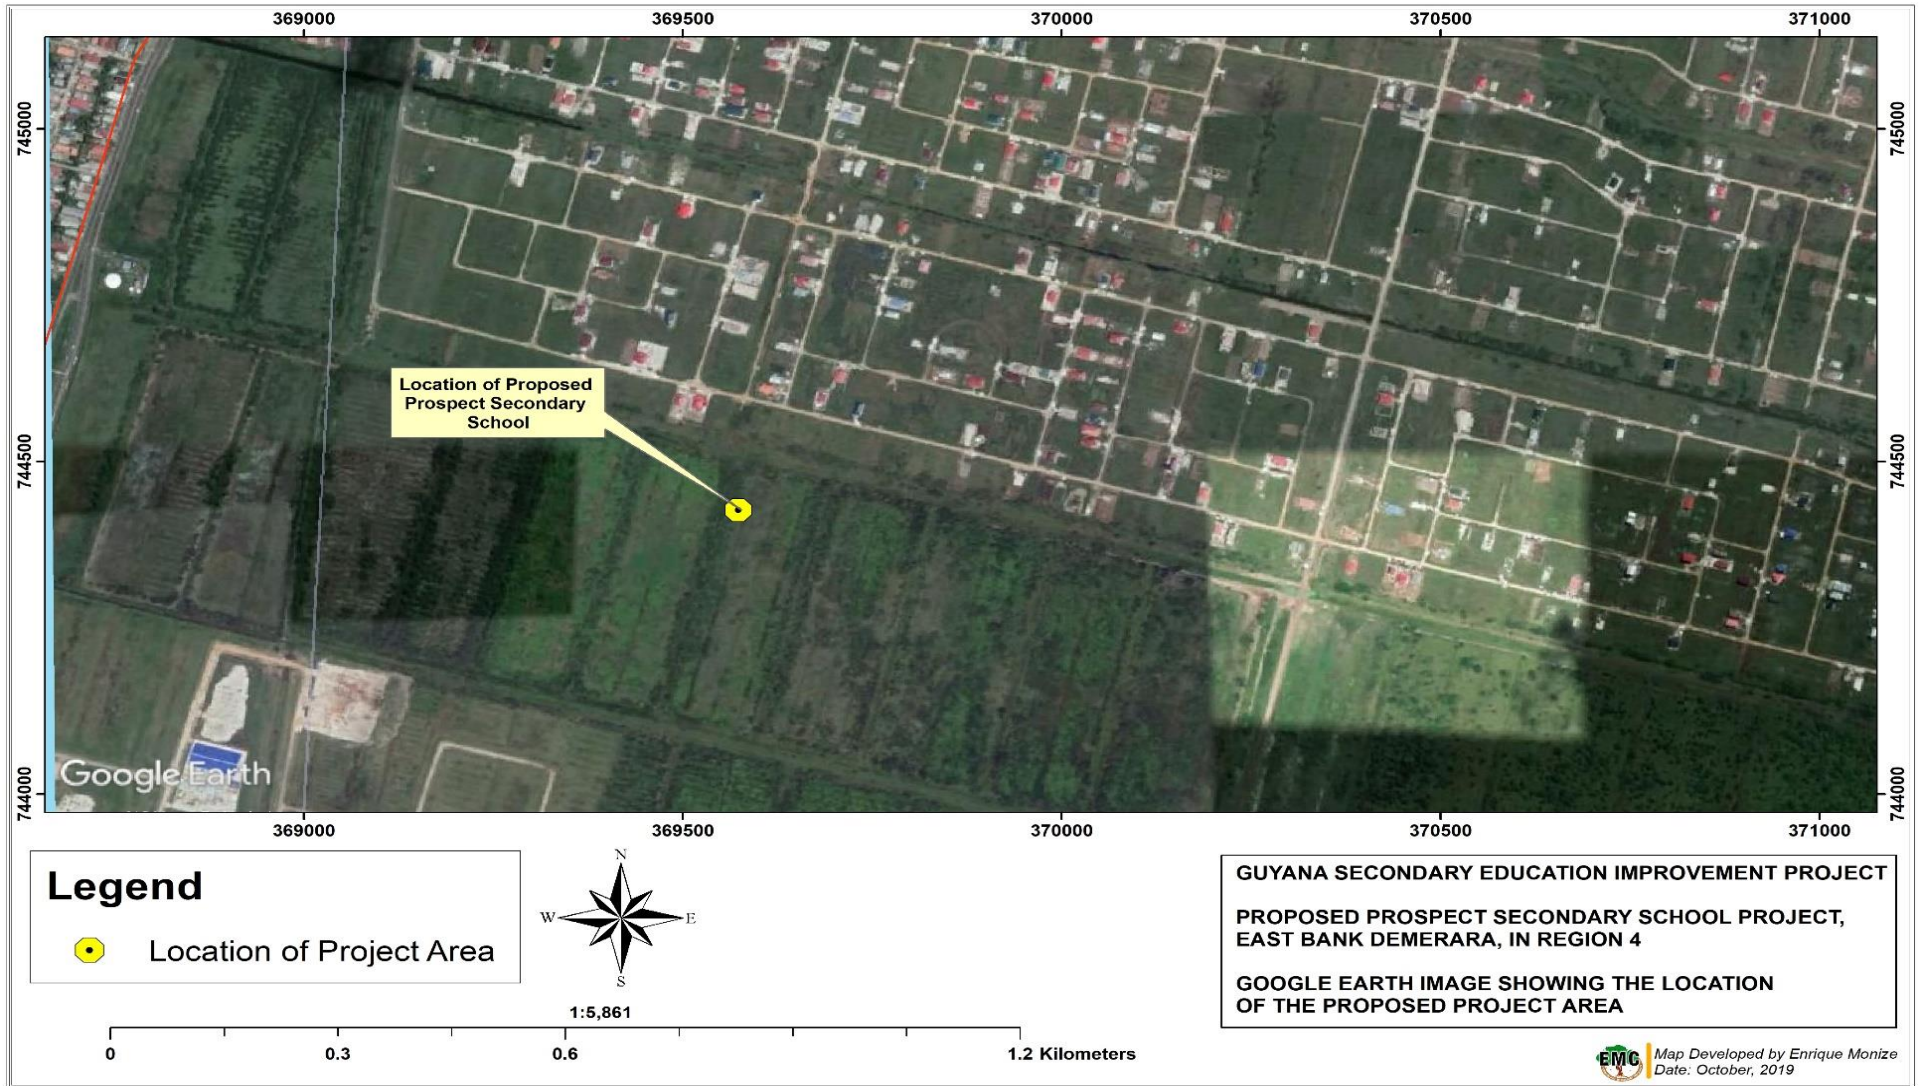 369000
369500
370000
370500
371000
745000
745000
744500
744500
744000
744000
Location of Proposed
Prospect Secondary
School
Google Earth
369000
369500
370000
370500
371000
Legend
Location of Project Area
N
W
E
S
1:5,861
0
0.3
0.6
1.2 Kilometers
GUYANA SECONDARY EDUCATION IMPROVEMENT PROJECT
PROPOSED PROSPECT SECONDARY SCHOOL PROJECT,
EAST BANK DEMERARA, IN REGION 4
GOOGLE EARTH IMAGE SHOWING THE LOCATION
OF THE PROPOSED PROJECT AREA
EMC
Map Developed by Enrique Monize
Date: October, 2019